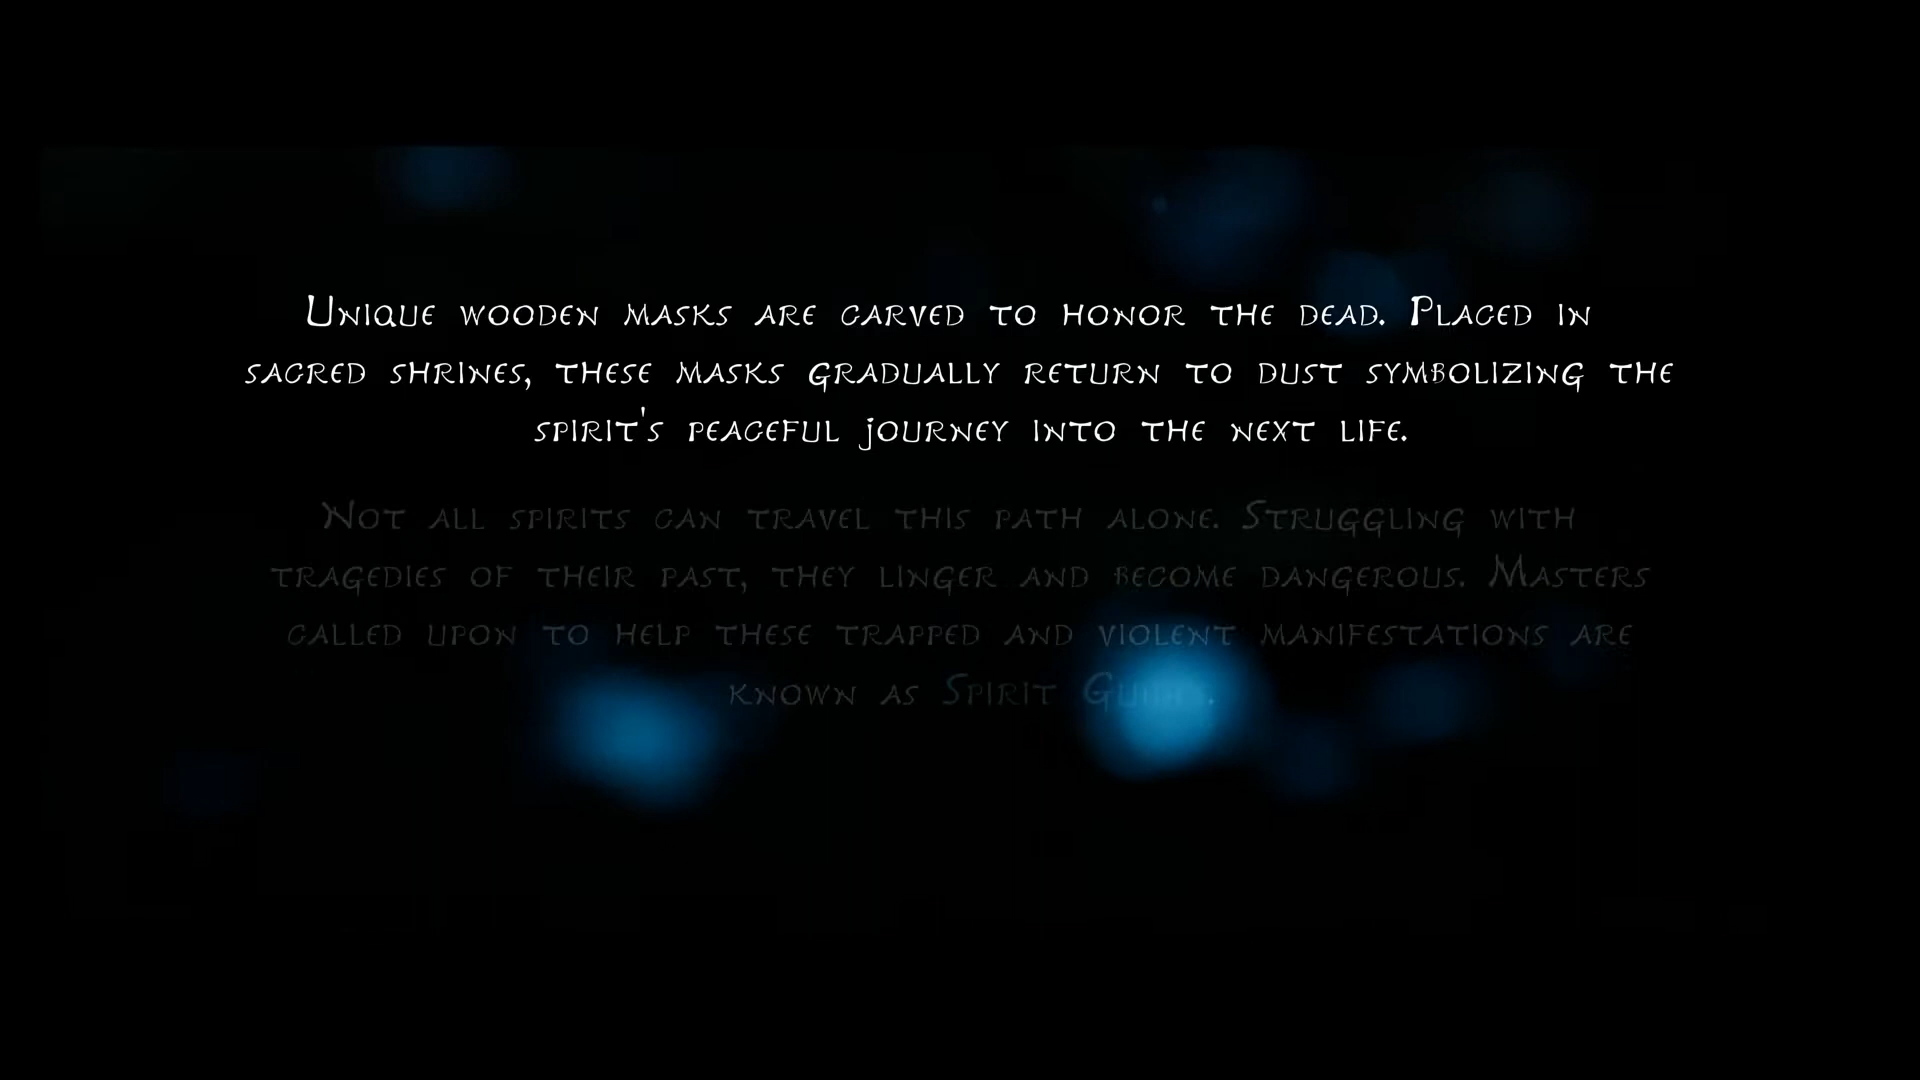 Unique wooden masks are carved to honor the dead. Placed in
sacred shrines, these masks gradually return to dust symbolizing the
spirit's peaceful journey into the next life.
Not all spirits can travel this path alone. Struggling with
tragedies of their past, they linger and become dangerous. Masters
called upon to help these trapped and violent manifestations are
known as Spirit Guides.